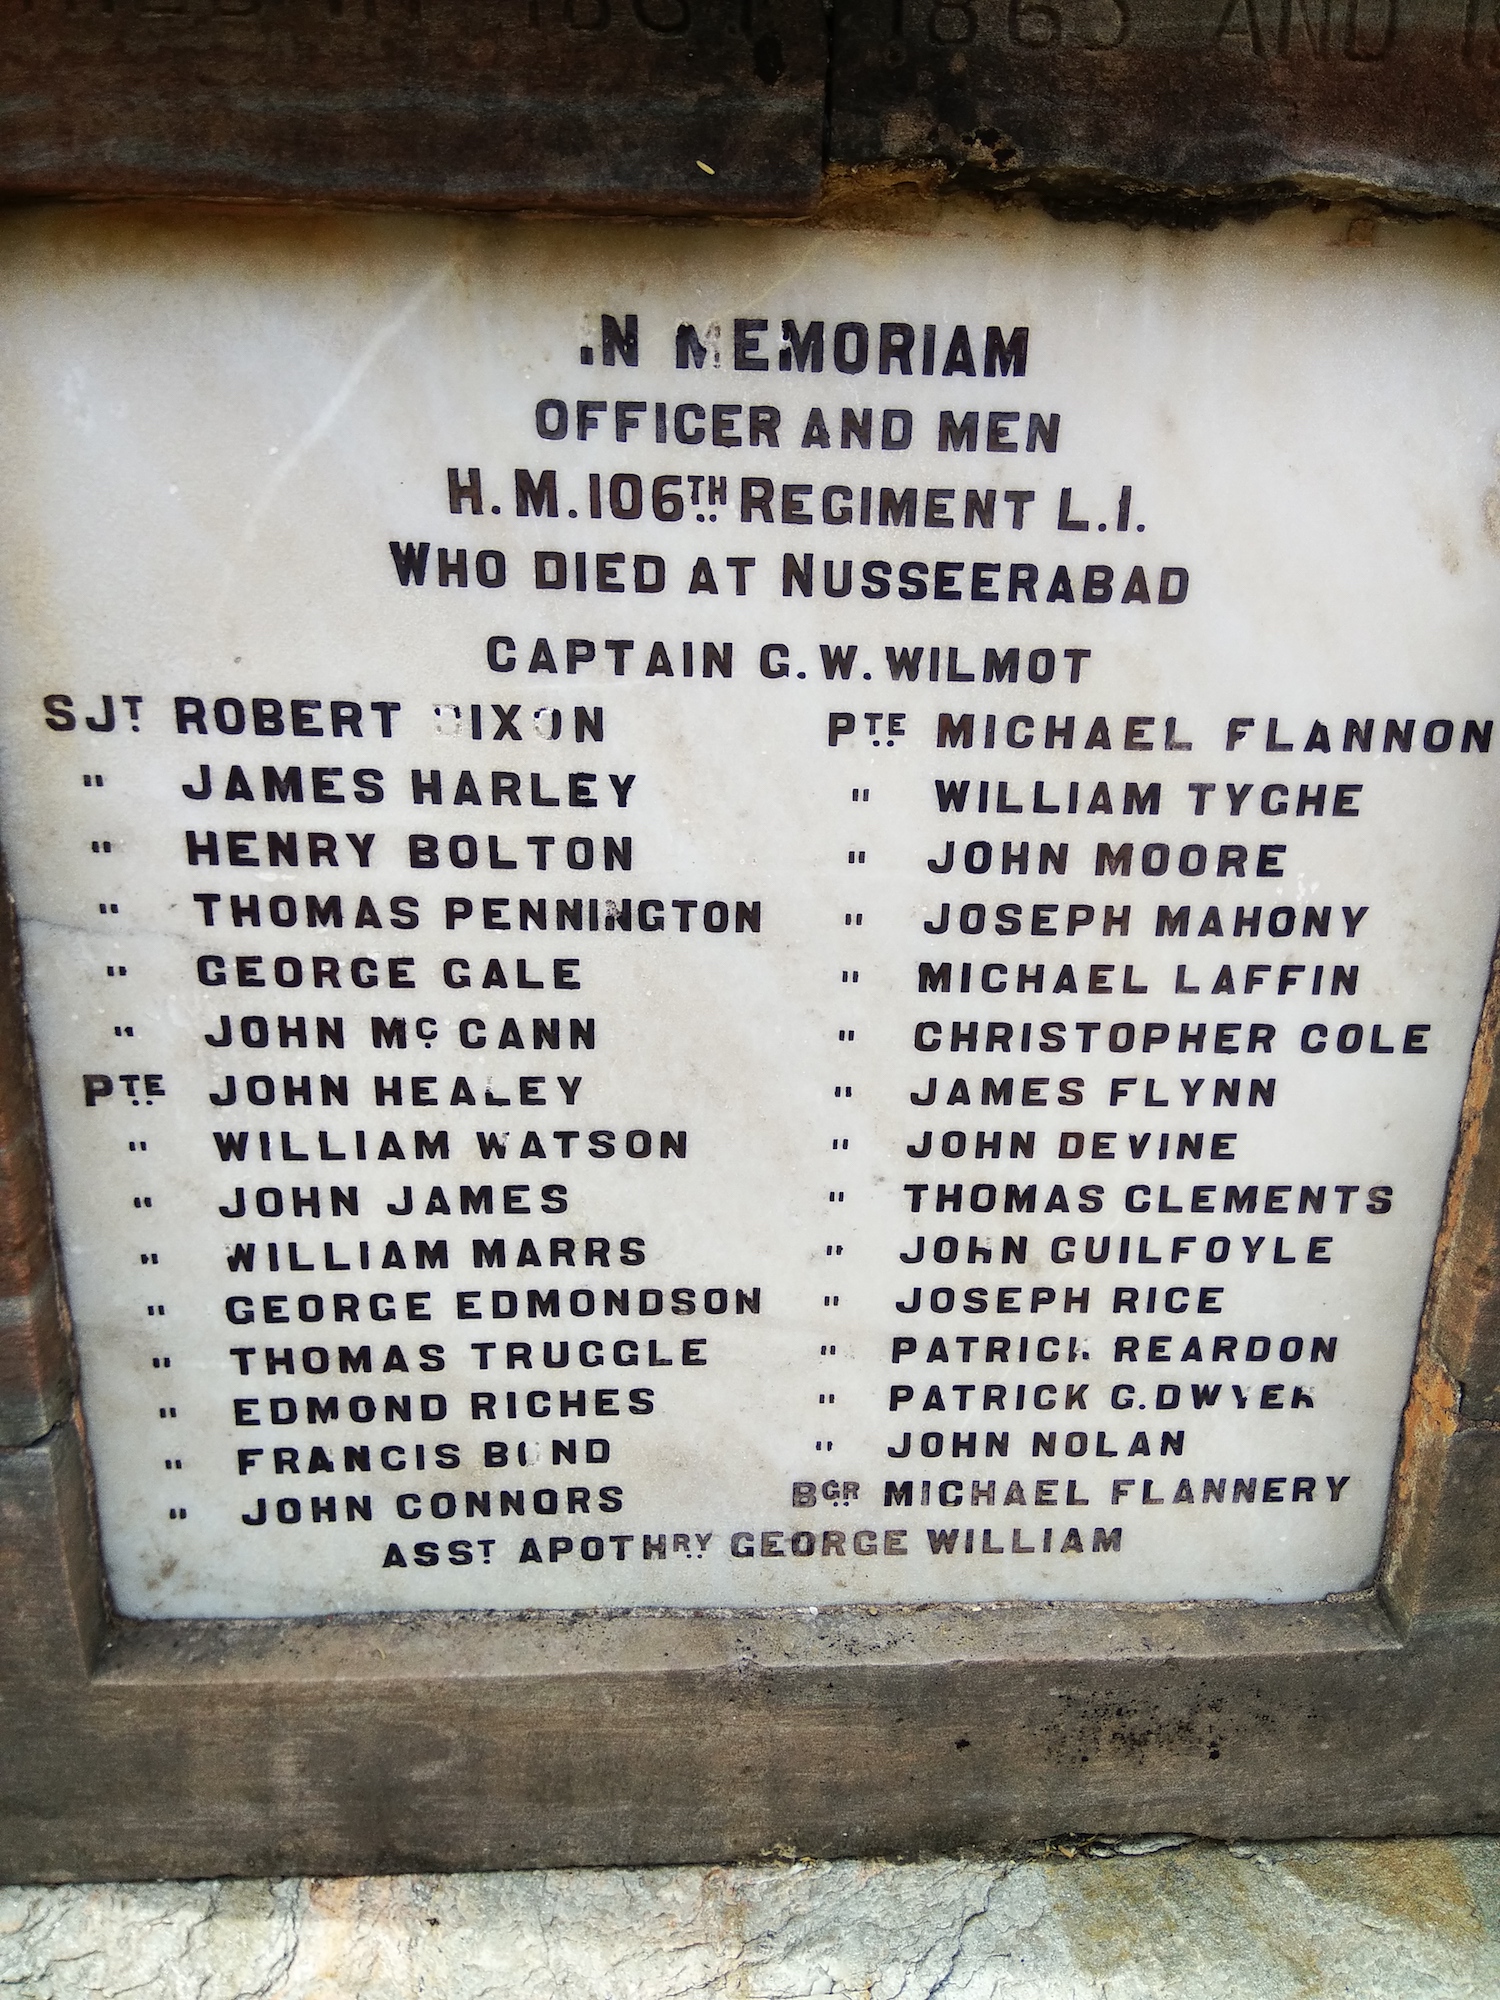 1865 AND
IN MEMORIAM
OFFICER AND MEN
H.M.106TH REGIMENT L.I.
WHO DIED AT NUSSEERABAD
CAPTAIN G.W.WILMOT
SJT ROBERT DIXON
" JAMES HARLEY
" HENRY BOLTON
" THOMAS PENNINGTON
" GEORGE GALE
" JOHN MC CANN
PTE JOHN HEALEY
" WILLIAM WATSON
" JOHN JAMES
" WILLIAM MARRS
" GEORGE EDMONDSON
" THOMAS TRUGGLE
" EDMOND RICHES
" FRANCIS BOND
" JOHN CONNORS
PTE MICHAEL FLANNON
" WILLIAM TYGHE
" JOHN MOORE
" JOSEPH MAHONY
" MICHAEL LAFFIN
" CHRISTOPHER COLE
" JAMES FLYNN
" JOHN DEVINE
" THOMAS CLEMENTS
" JOHN GUILFOYLE
" JOSEPH RICE
" PATRICK REARDON
" PATRICK G.DWYER
" JOHN NOLAN
BGR MICHAEL FLANNERY
ASST APOTHRY GEORGE WILLIAM